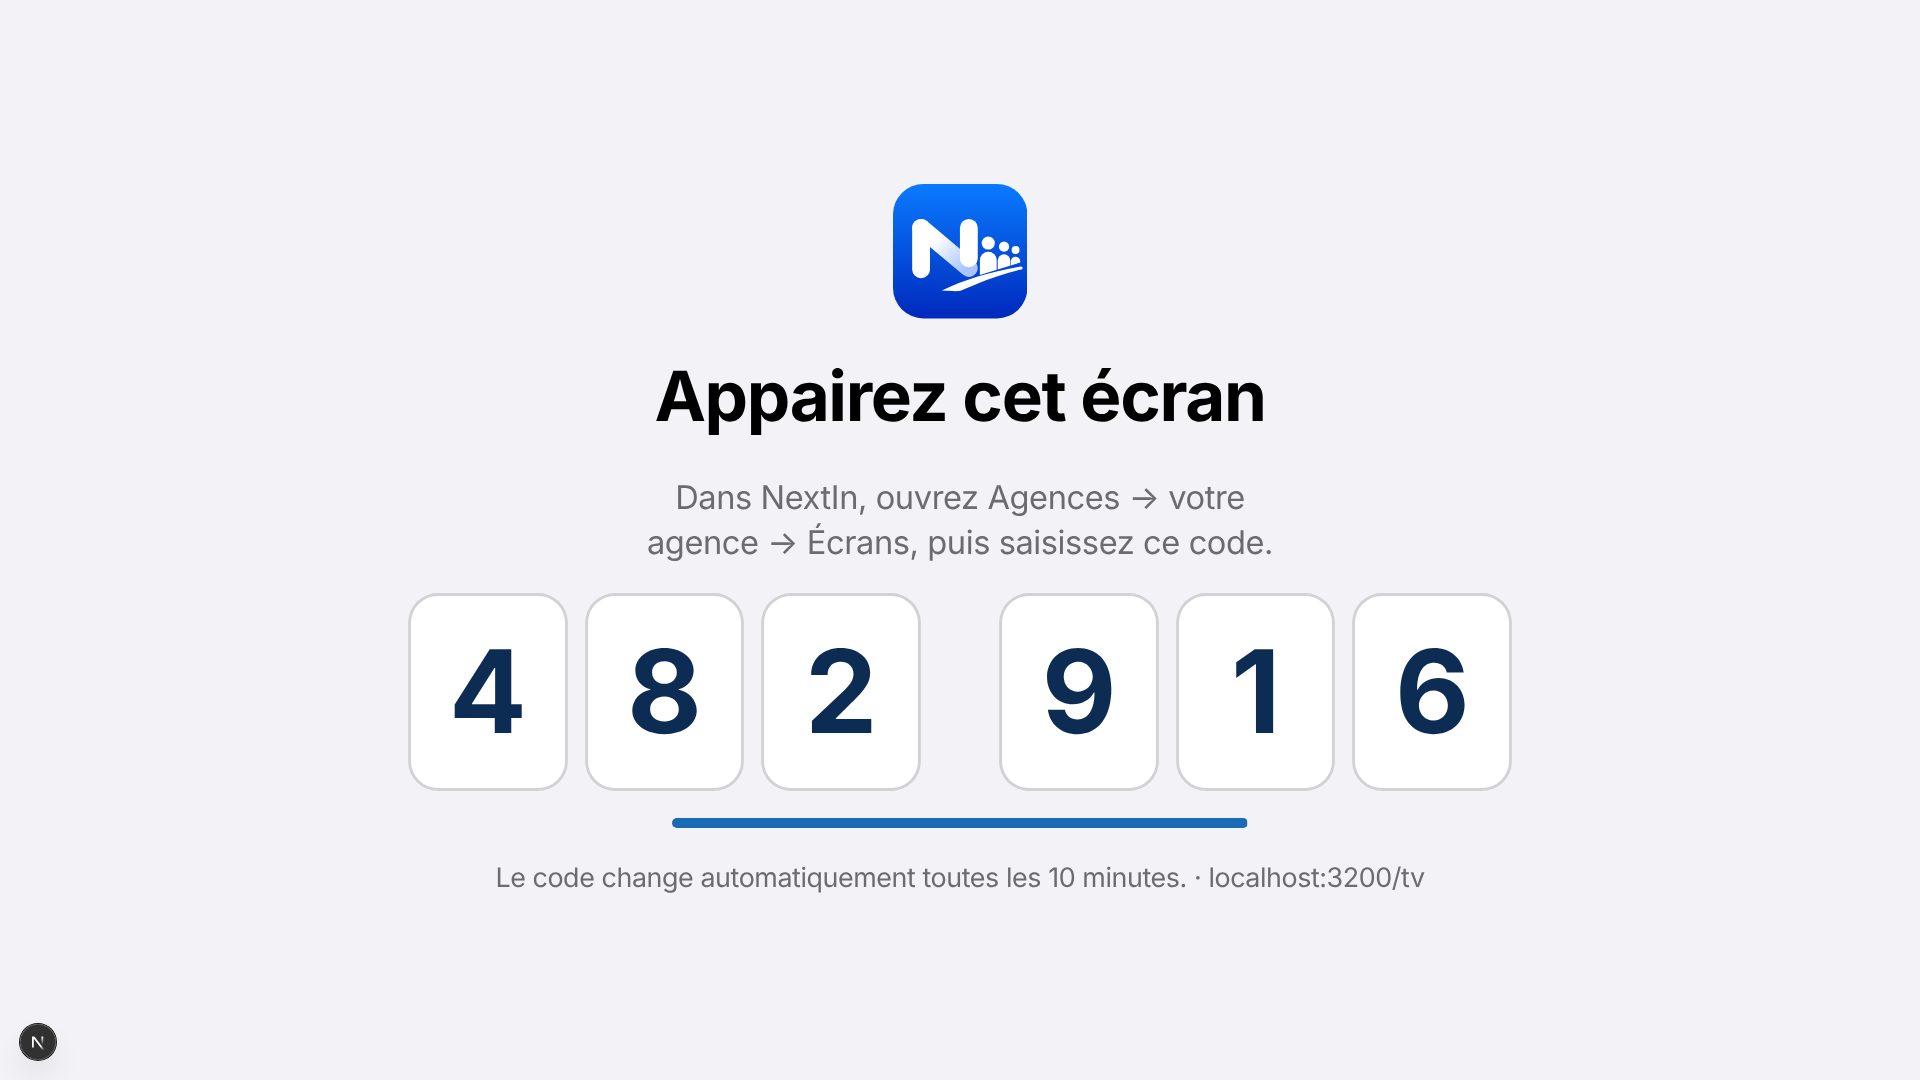 N
Appairez cet écran
Dans NextIn, ouvrez Agences → votre
agence → Écrans, puis saisissez ce code.
4 8 2 9 1 6
Le code change automatiquement toutes les 10 minutes. · localhost:3200/tv
N